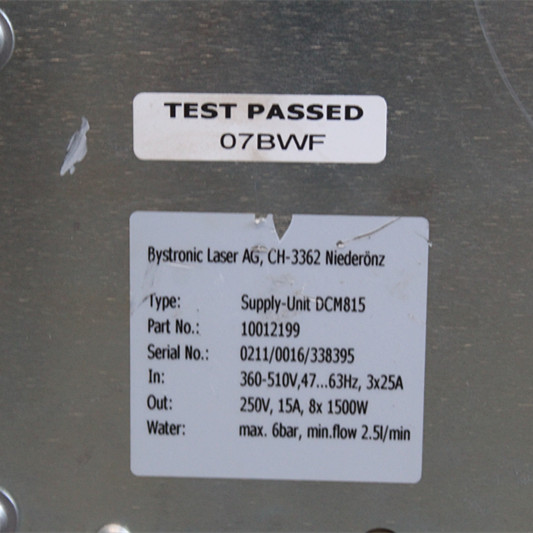 TEST PASSED
07BWF
Bystronic Laser AG, CH-3362 Niederönz
Type: Supply-Unit DCM815
Part No.: 10012199
Serial No.: 0211/0016/338395
In: 360-510V,47...63Hz, 3x25A
Out: 250V, 15A, 8x 1500W
Water: max. 6bar, min.flow 2.5l/min